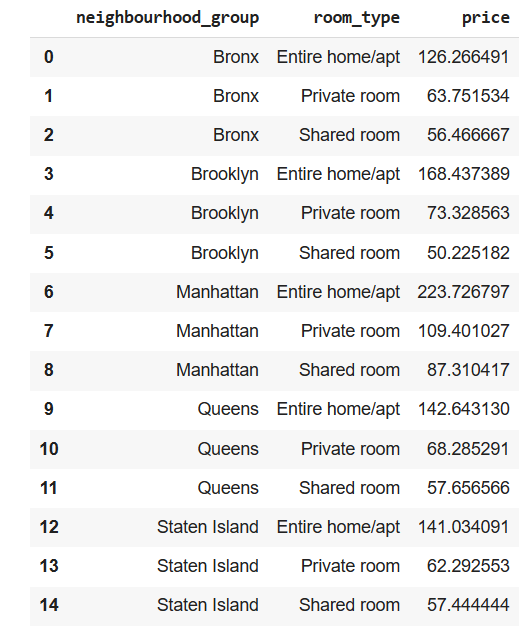 neighbourhood_group room_type price
0 Bronx Entire home/apt 126.266491
1 Bronx Private room 63.751534
2 Bronx Shared room 56.466667
3 Brooklyn Entire home/apt 168.437389
4 Brooklyn Private room 73.328563
5 Brooklyn Shared room 50.225182
6 Manhattan Entire home/apt 223.726797
7 Manhattan Private room 109.401027
8 Manhattan Shared room 87.310417
9 Queens Entire home/apt 142.643130
10 Queens Private room 68.285291
11 Queens Shared room 57.656566
12 Staten Island Entire home/apt 141.034091
13 Staten Island Private room 62.292553
14 Staten Island Shared room 57.444444